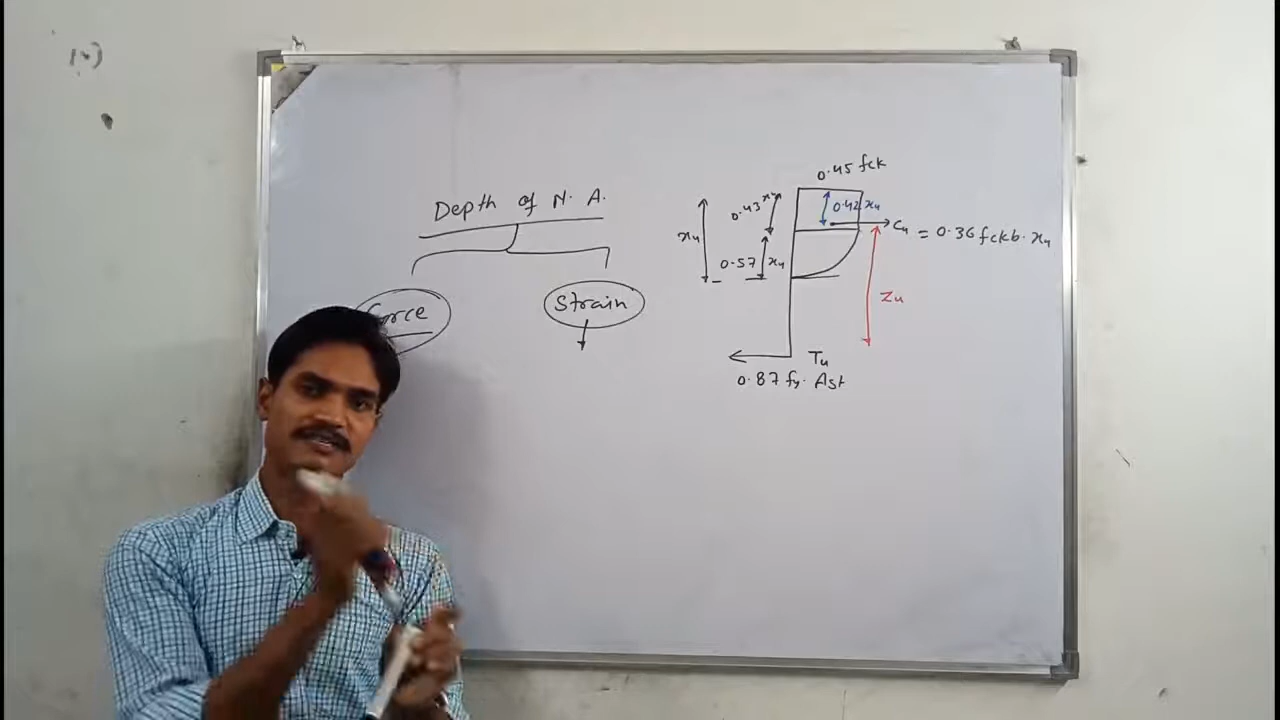 10)
Depth of N. A.
Force
Strain
0.45 fck
0.43 xu
0.42 xu
xu
Cu = 0.36 fck b. xu
0.57 xu
Zu
Tu
0.87 fy. Ast